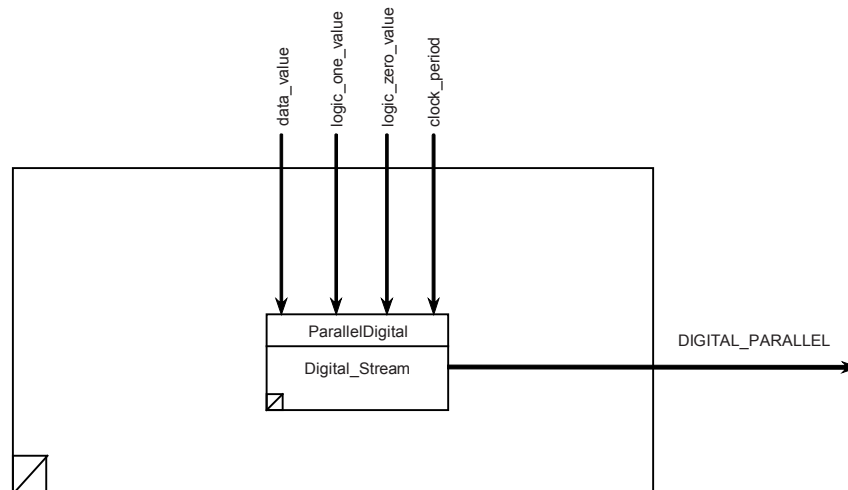 data_value
logic_one_value
logic_zero_value
clock_period
ParallelDigital
Digital_Stream
DIGITAL_PARALLEL